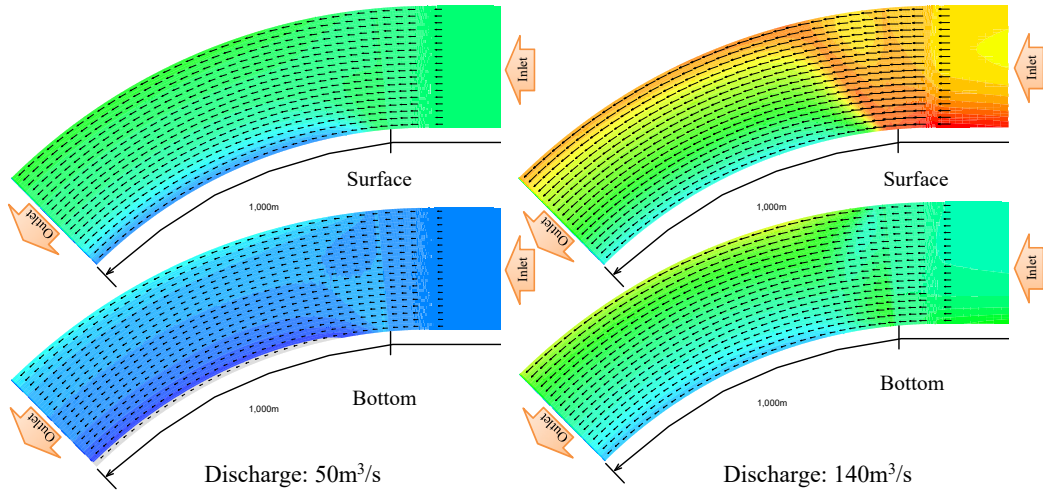 Inlet
Inlet
Surface
Surface
1,000m
1,000m
Outlet
Outlet
Inlet
Inlet
Bottom
Bottom
1,000m
1,000m
Outlet
Outlet
Discharge: 50m³/s
Discharge: 140m³/s